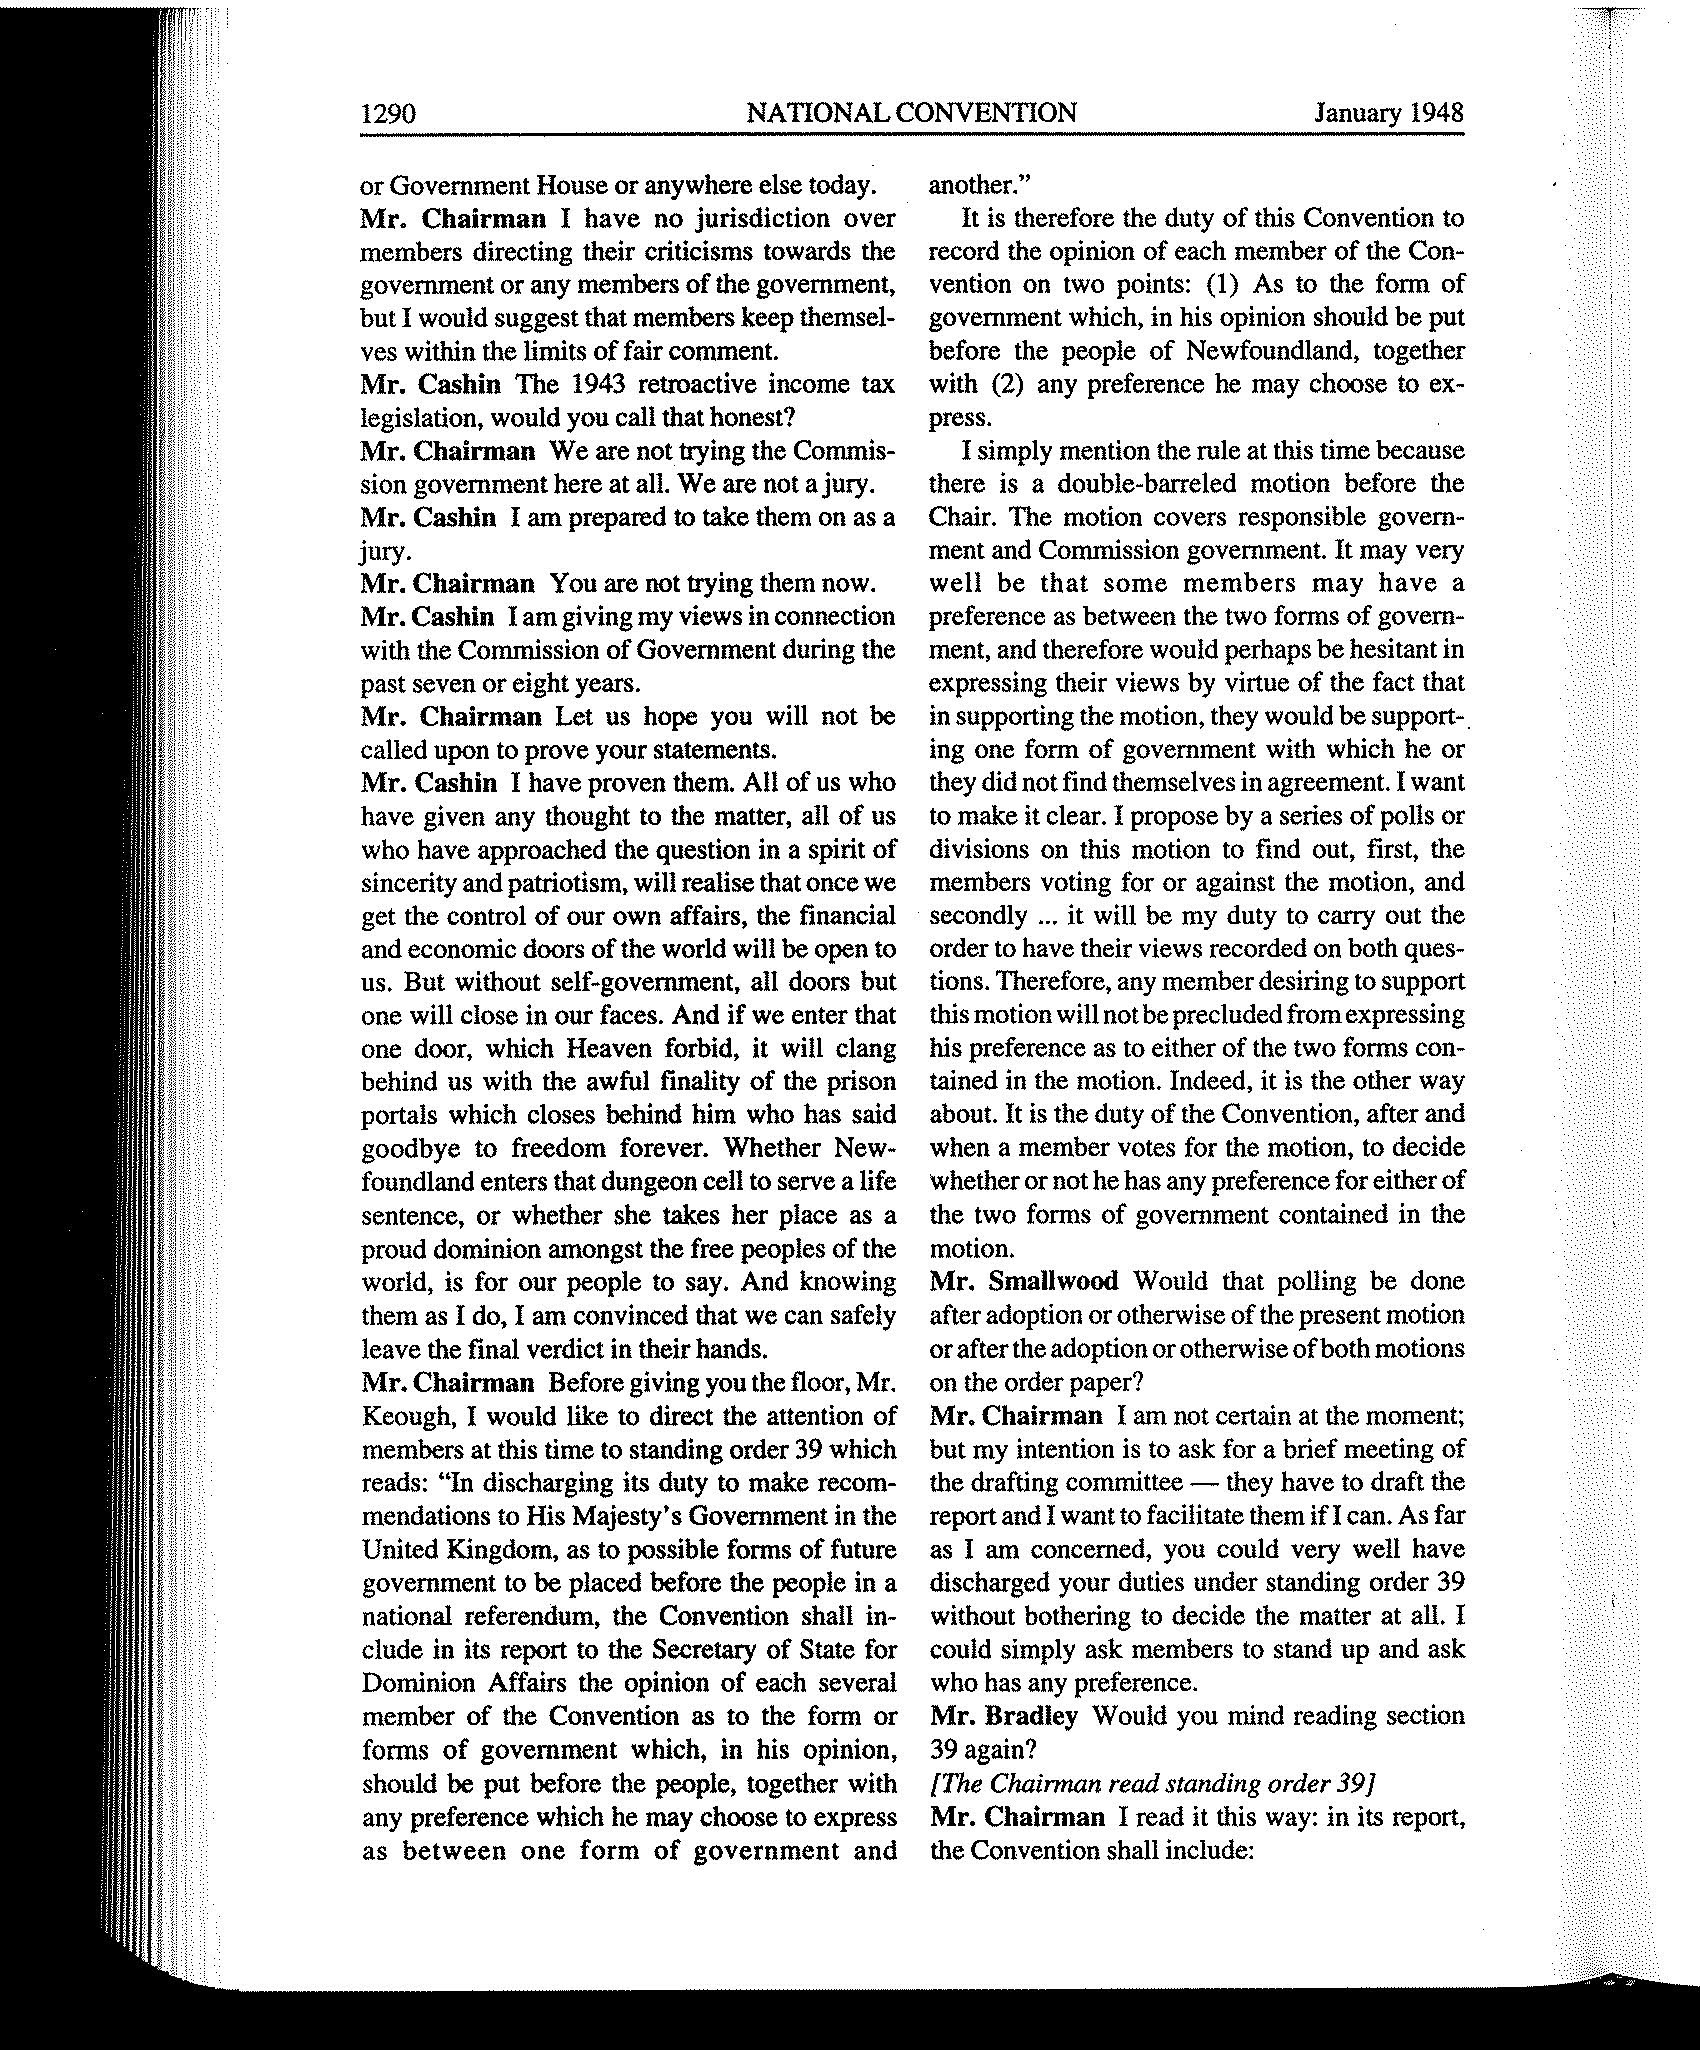 1290 NATIONAL CONVENTION January 1948
or Government House or anywhere else today.
Mr. Chairman I have no jurisdiction over
members directing their criticisms towards the
government or any members of the government,
but I would suggest that members keep themsel-
ves within the limits of fair comment.
Mr. Cashin The 1943 retroactive income tax
legislation, would you call that honest?
Mr. Chairman We are not trying the Commis-
sion government here at all. We are not a jury.
Mr. Cashin I am prepared to take them on as a
jury.
Mr. Chairman You are not trying them now.
Mr. Cashin I am giving my views in connection
with the Commission of Government during the
past seven or eight years.
Mr. Chairman Let us hope you will not be
called upon to prove your statements.
Mr. Cashin I have proven them. All of us who
have given any thought to the matter, all of us
who have approached the question in a spirit of
sincerity and patriotism, will realise that once we
get the control of our own affairs, the financial
and economic doors of the world will be open to
us. But without self-government, all doors but
one will close in our faces. And if we enter that
one door, which Heaven forbid, it will clang
behind us with the awful finality of the prison
portals which closes behind him who has said
goodbye to freedom forever. Whether New-
foundland enters that dungeon cell to serve a life
sentence, or whether she takes her place as a
proud dominion amongst the free peoples of the
world, is for our people to say. And knowing
them as I do, I am convinced that we can safely
leave the final verdict in their hands.
Mr. Chairman Before giving you the floor, Mr.
Keough, I would like to direct the attention of
members at this time to standing order 39 which
reads: “In discharging its duty to make recom-
mendations to His Majesty's Government in the
United Kingdom, as to possible forms of future
government to be placed before the people in a
national referendum, the Convention shall in-
clude in its report to the Secretary of State for
Dominion Affairs the opinion of each several
member of the Convention as to the form or
forms of government which, in his opinion,
should be put before the people, together with
any preference which he may choose to express
as between one form of government and
another.”
It is therefore the duty of this Convention to
record the opinion of each member of the Con-
vention on two points: (1) As to the form of
government which, in his opinion should be put
before the people of Newfoundland, together
with (2) any preference he may choose to ex-
press.
I simply mention the rule at this time because
there is a double-barreled motion before the
Chair. The motion covers responsible govern-
ment and Commission government. It may very
well be that some members may have a
preference as between the two forms of govern-
ment, and therefore would perhaps be hesitant in
expressing their views by virtue of the fact that
in supporting the motion, they would be support-
ing one form of government with which he or
they did not find themselves in agreement. I want
to make it clear. I propose by a series of polls or
divisions on this motion to find out, first, the
members voting for or against the motion, and
secondly ... it will be my duty to carry out the
order to have their views recorded on both ques-
tions. Therefore, any member desiring to support
this motion will not be precluded from expressing
his preference as to either of the two forms con-
tained in the motion. Indeed, it is the other way
about. It is the duty of the Convention, after and
when a member votes for the motion, to decide
whether or not he has any preference for either of
the two forms of government contained in the
motion.
Mr. Smallwood Would that polling be done
after adoption or otherwise of the present motion
or after the adoption or otherwise of both motions
on the order paper?
Mr. Chairman I am not certain at the moment;
but my intention is to ask for a brief meeting of
the drafting committee — they have to draft the
report and I want to facilitate them if I can. As far
as I am concerned, you could very well have
discharged your duties under standing order 39
without bothering to decide the matter at all. I
could simply ask members to stand up and ask
who has any preference.
Mr. Bradley Would you mind reading section
39 again?
[The Chairman read standing order 39]
Mr. Chairman I read it this way: in its report,
the Convention shall include: